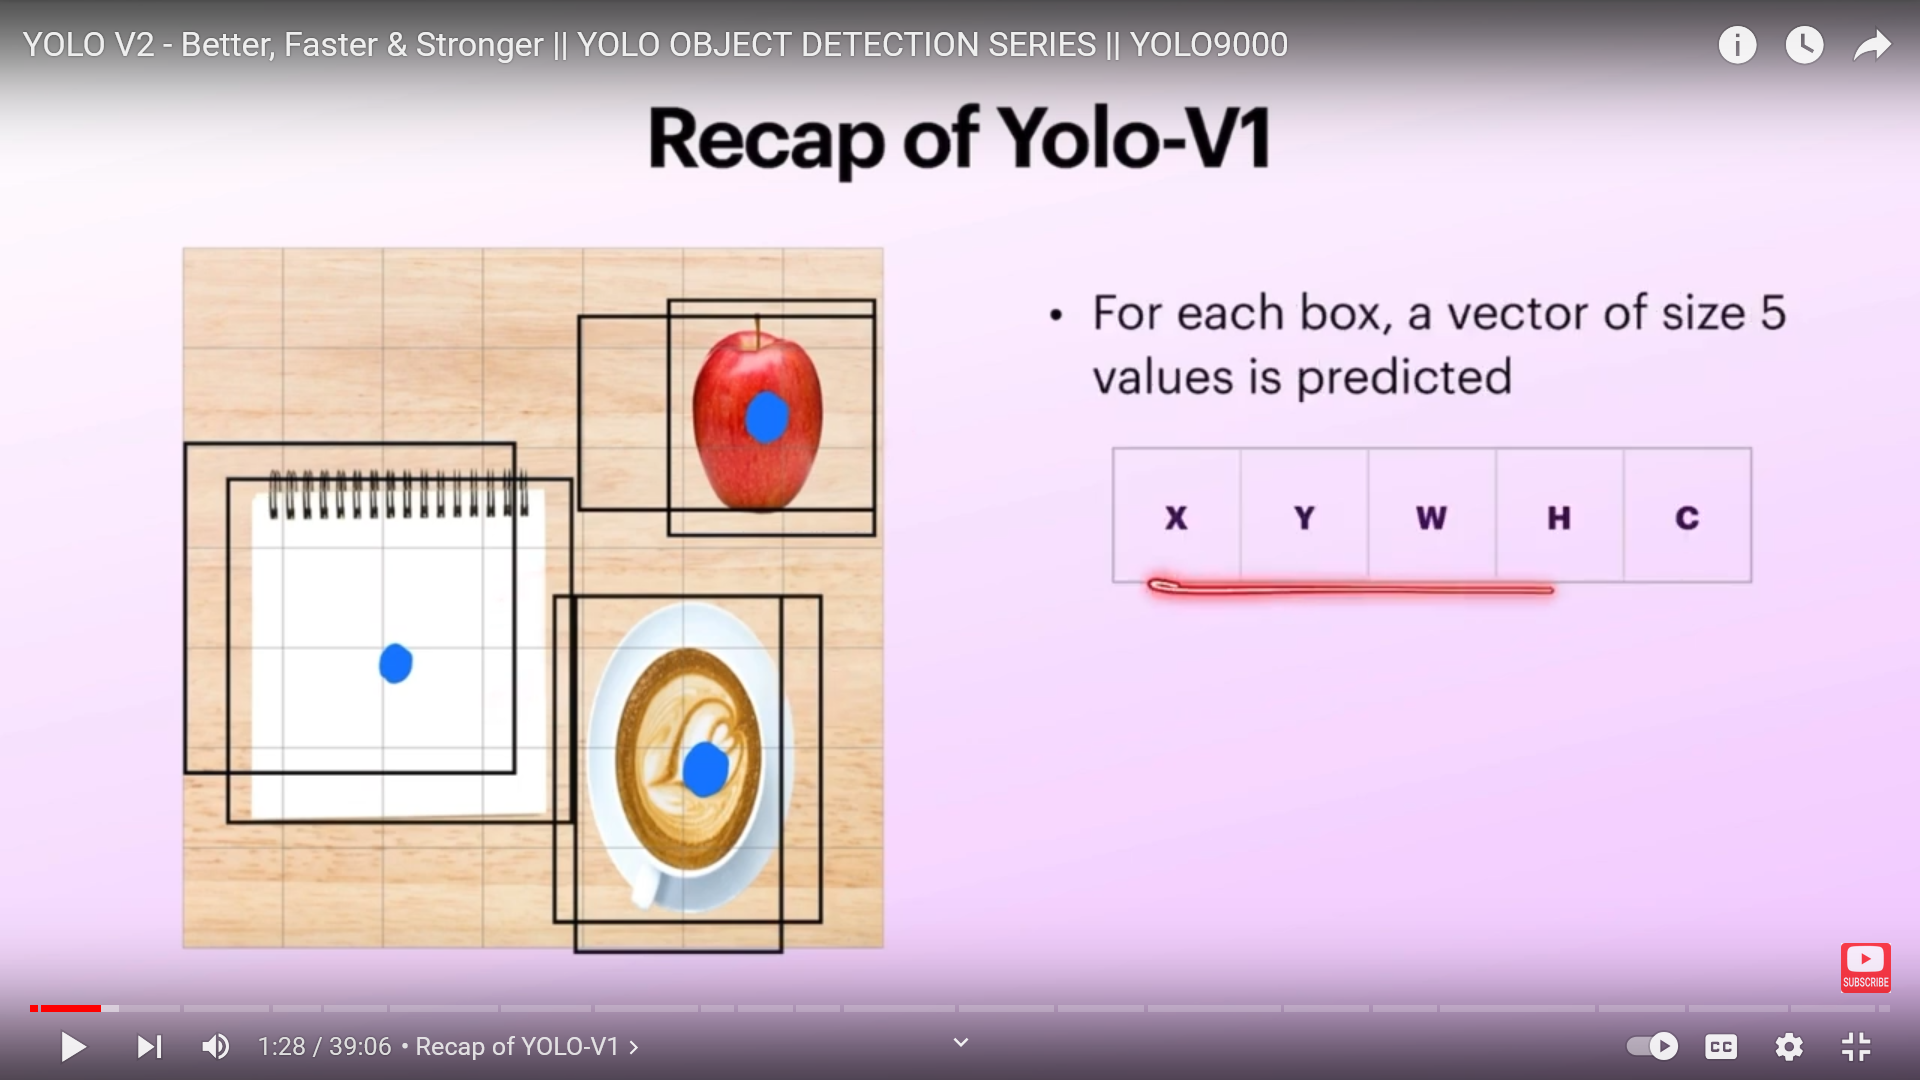 YOLO V2 - Better, Faster & Stronger || YOLO OBJECT DETECTION SERIES || YOLO9000
Recap of Yolo-V1
• For each box, a vector of size 5
values is predicted
X Y W H C
SUBSCRIBE
1:28 / 39:06 • Recap of YOLO-V1 >
CC